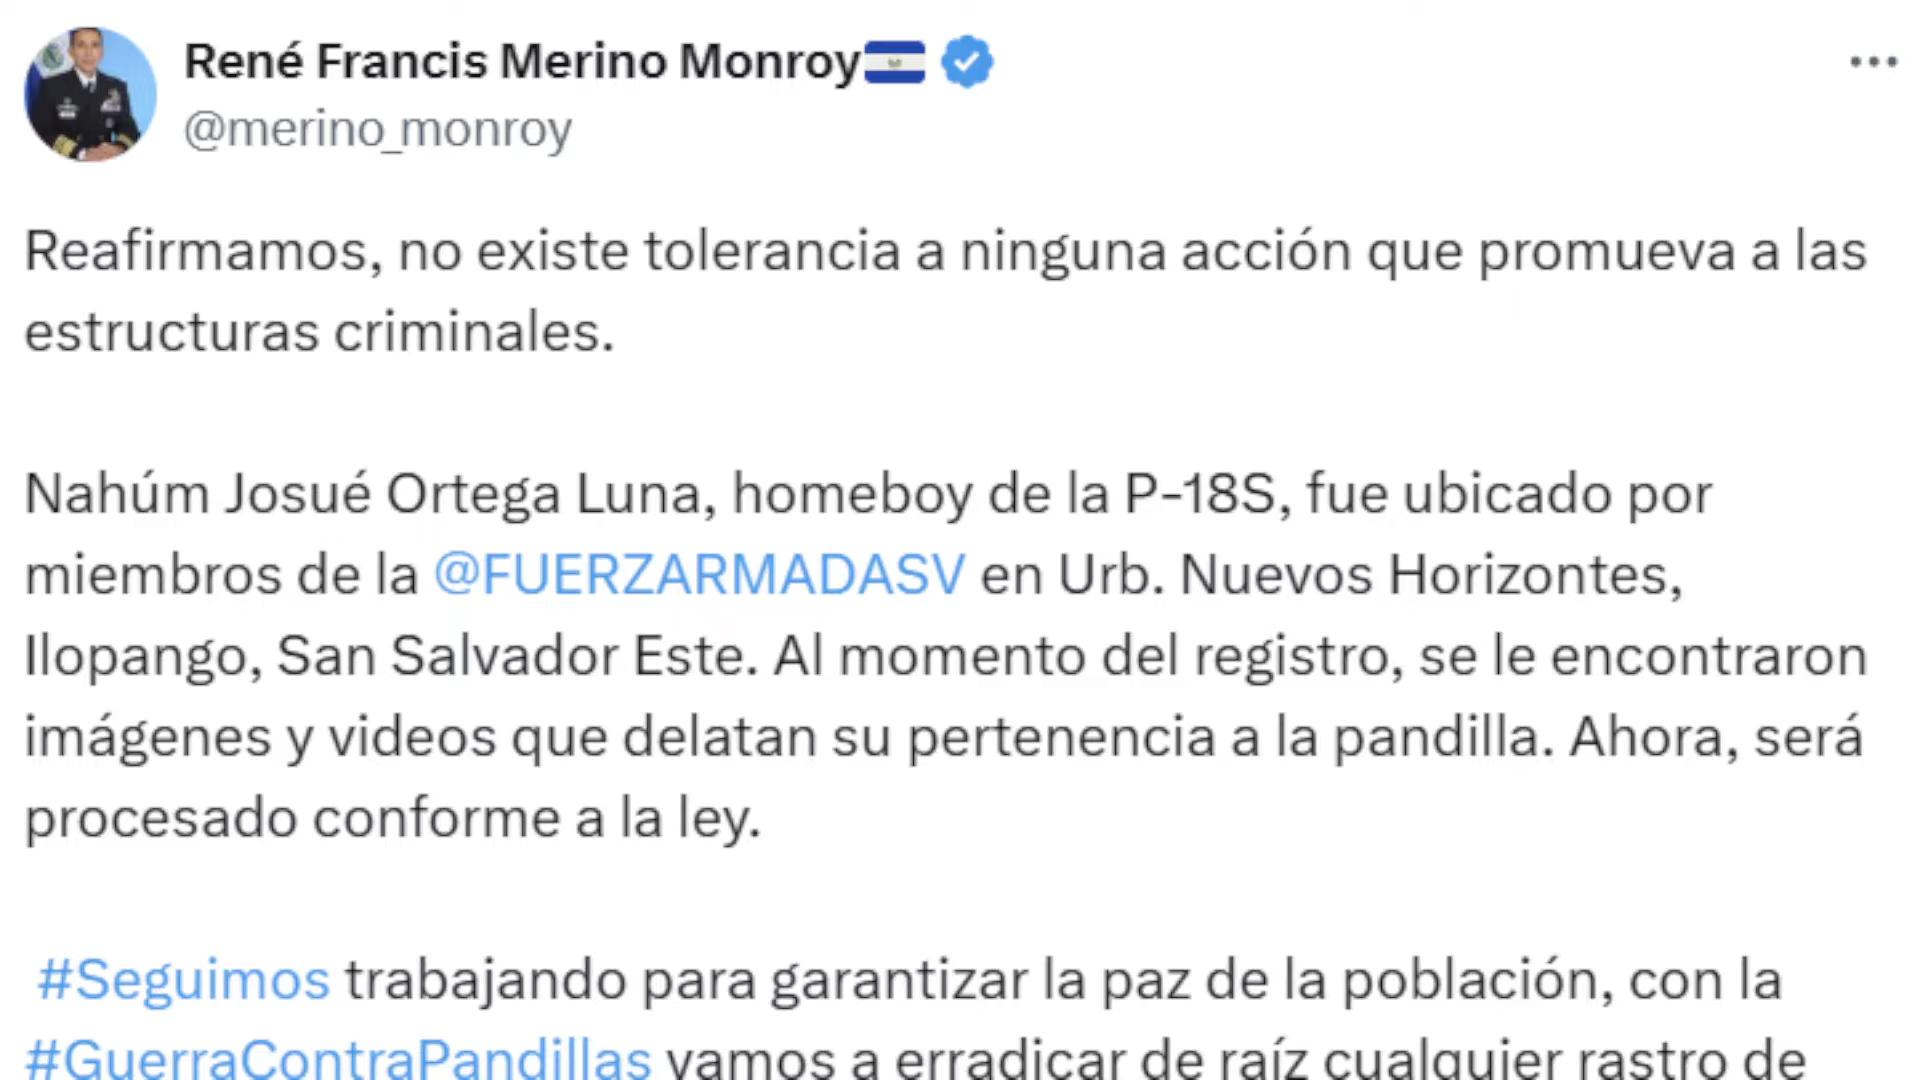 René Francis Merino Monroy
@merino_monroy
Reafirmamos, no existe tolerancia a ninguna acción que promueva a las
estructuras criminales.
Nahúm Josué Ortega Luna, homeboy de la P-18S, fue ubicado por
miembros de la @FUERZARMADASV en Urb. Nuevos Horizontes,
Ilopango, San Salvador Este. Al momento del registro, se le encontraron
imágenes y videos que delatan su pertenencia a la pandilla. Ahora, será
procesado conforme a la ley.
#Seguimos trabajando para garantizar la paz de la población, con la
#GuerraContraPandillas vamos a erradicar de raíz cualquier rastro de